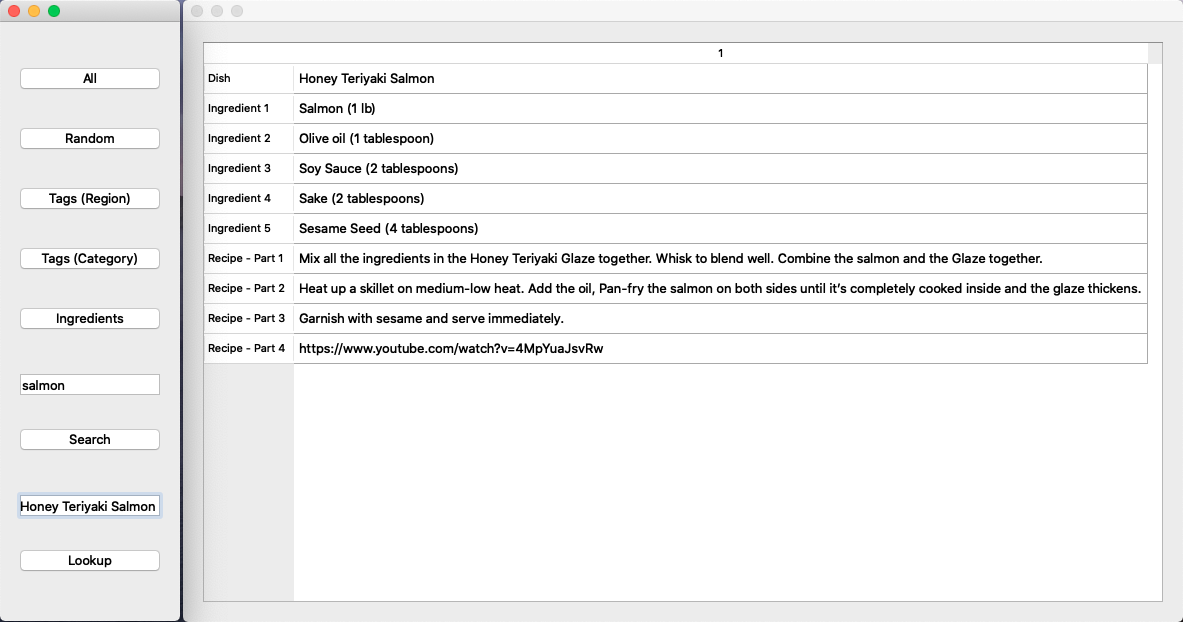 All
Random
Tags (Region)
Tags (Category)
Ingredients
salmon
Search
Honey Teriyaki Salmon
Lookup
1
Dish Honey Teriyaki Salmon
Ingredient 1 Salmon (1 lb)
Ingredient 2 Olive oil (1 tablespoon)
Ingredient 3 Soy Sauce (2 tablespoons)
Ingredient 4 Sake (2 tablespoons)
Ingredient 5 Sesame Seed (4 tablespoons)
Recipe - Part 1 Mix all the ingredients in the Honey Teriyaki Glaze together. Whisk to blend well. Combine the salmon and the Glaze together.
Recipe - Part 2 Heat up a skillet on medium-low heat. Add the oil, Pan-fry the salmon on both sides until it’s completely cooked inside and the glaze thickens.
Recipe - Part 3 Garnish with sesame and serve immediately.
Recipe - Part 4 https://www.youtube.com/watch?v=4MpYuaJsvRw